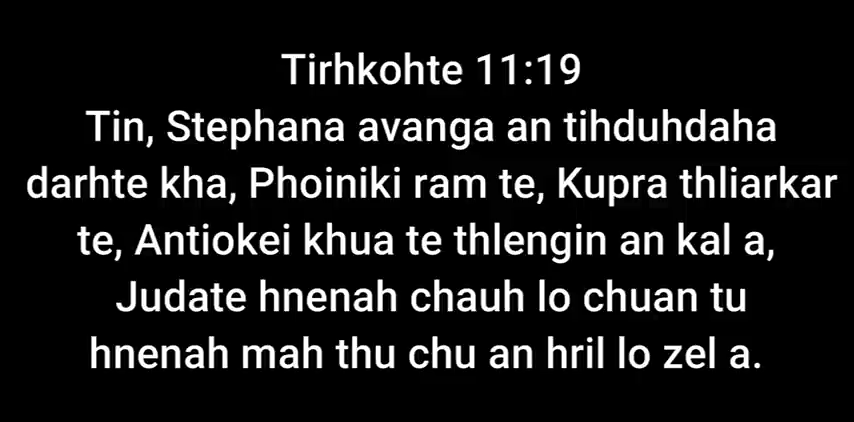 Tirhkohte 11:19
Tin, Stephana avanga an tihduhdaha
darhte kha, Phoiniki ram te, Kupra thliarkar
te, Antiokei khua te thlengin an kal a,
Judate hnenah chauh lo chuan tu
hnenah mah thu chu an hril lo zel a.